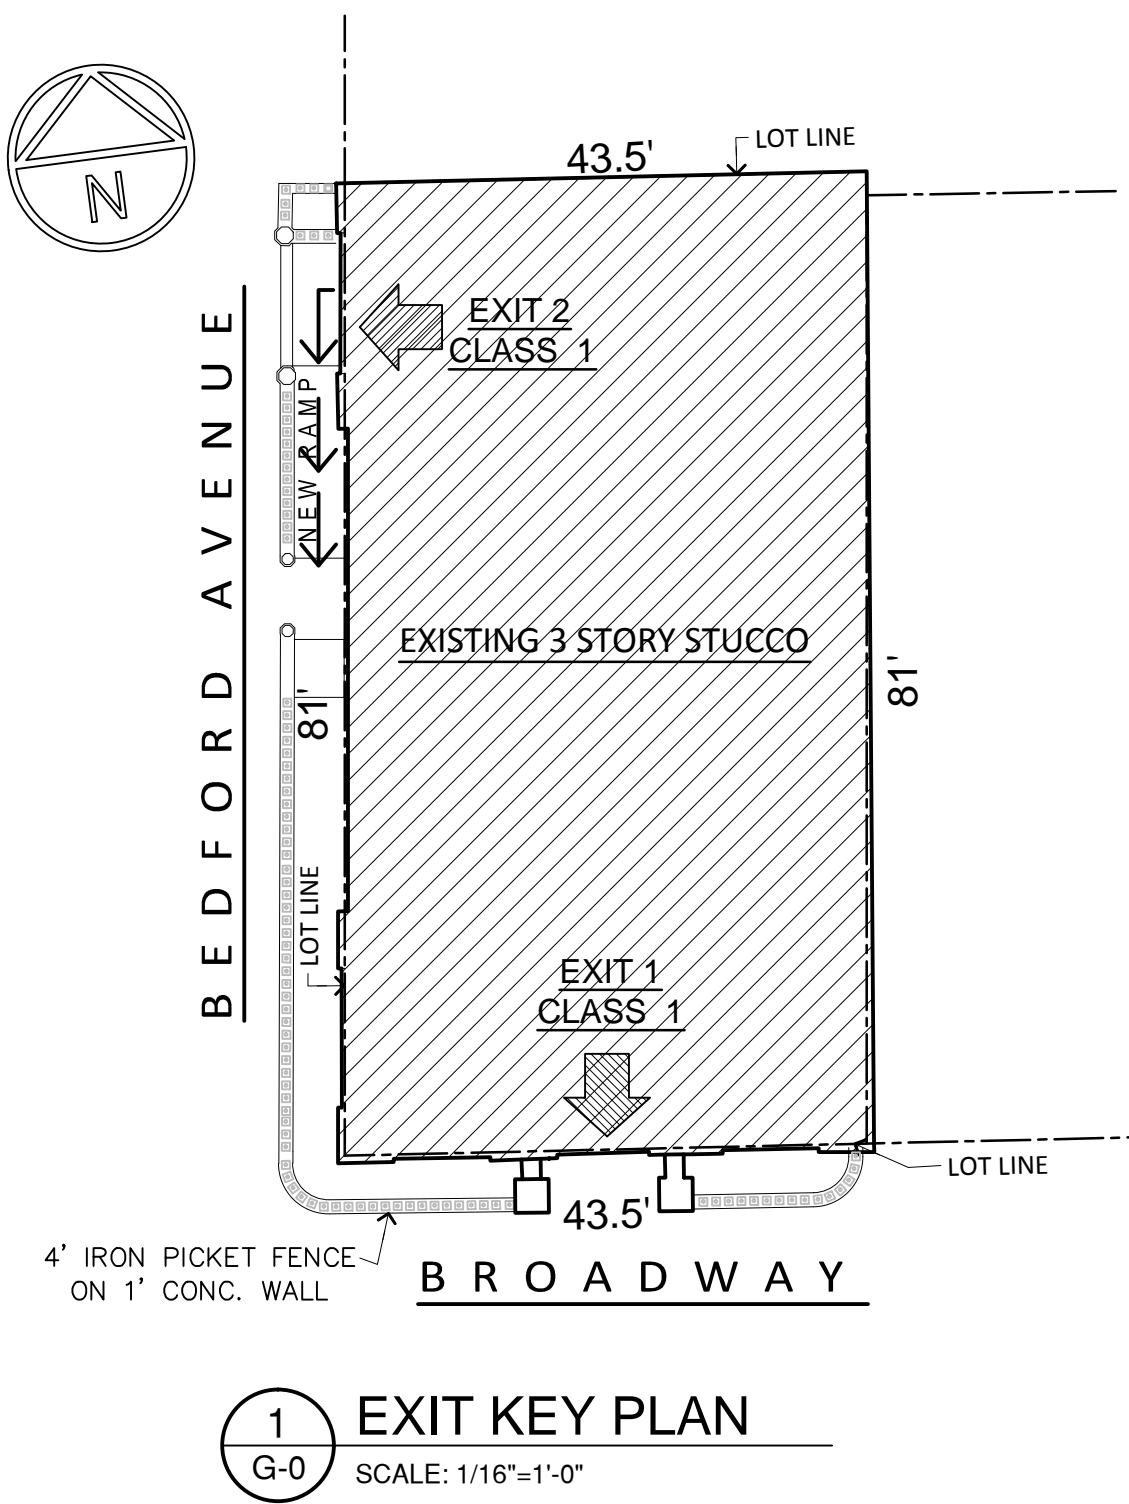 43.5'
LOT LINE
N
EXIT 2
CLASS 1
BEDFORD AVENUE
NEW RAMP
EXISTING 3 STORY STUCCO
81'
81'
LOT LINE
EXIT 1
CLASS 1
LOT LINE
43.5'
4' IRON PICKET FENCE
ON 1' CONC. WALL
BROADWAY
1
G-0
EXIT KEY PLAN
SCALE: 1/16"=1'-0"